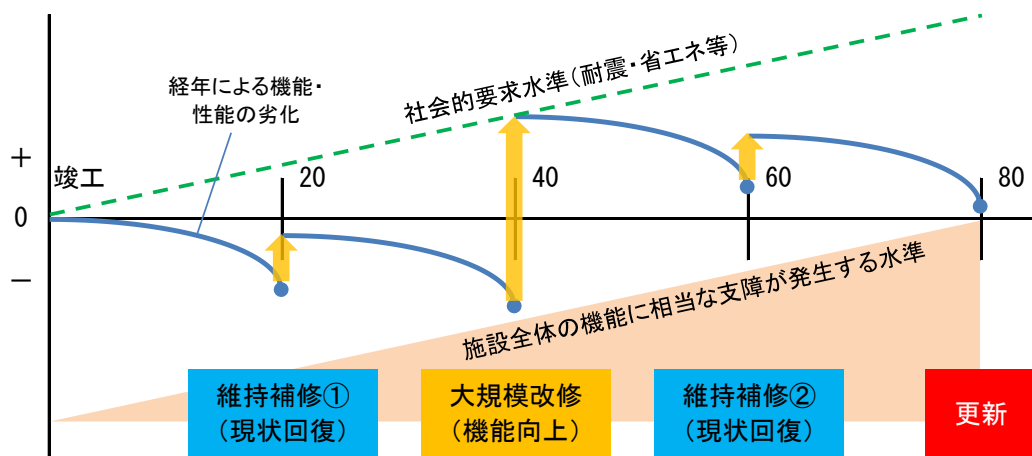 社会的要求水準（耐震・省エネ等）
経年による機能・
性能の劣化
＋
竣工
20
40
60
80
0
－
施設全体の機能に相当な支障が発生する水準
維持補修①
（現状回復）
大規模改修
（機能向上）
維持補修②
（現状回復）
更新